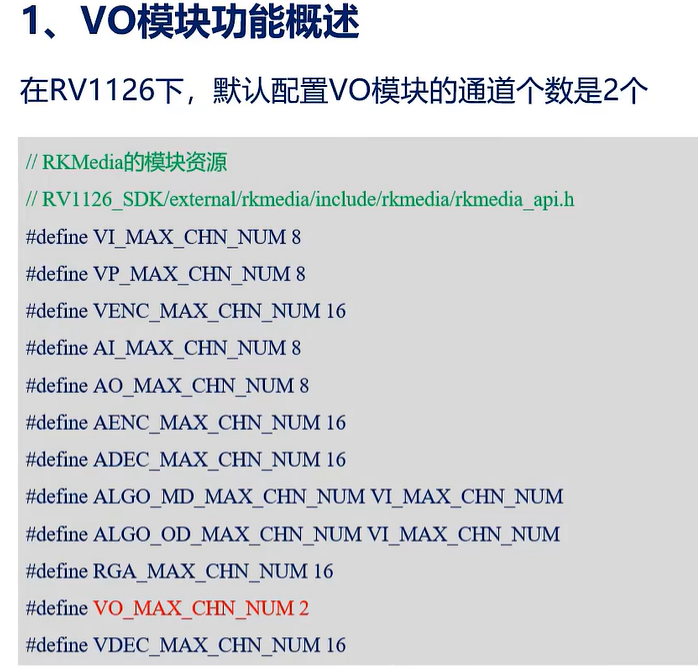 1、VO模块功能概述
在RV1126下，默认配置VO模块的通道个数是2个
// RKMedia的模块资源
// RV1126_SDK/external/rkmedia/include/rkmedia/rkmedia_api.h
#define VI_MAX_CHN_NUM 8
#define VP_MAX_CHN_NUM 8
#define VENC_MAX_CHN_NUM 16
#define AI_MAX_CHN_NUM 8
#define AO_MAX_CHN_NUM 8
#define AENC_MAX_CHN_NUM 16
#define ADEC_MAX_CHN_NUM 16
#define ALGO_MD_MAX_CHN_NUM VI_MAX_CHN_NUM
#define ALGO_OD_MAX_CHN_NUM VI_MAX_CHN_NUM
#define RGA_MAX_CHN_NUM 16
#define VO_MAX_CHN_NUM 2
#define VDEC_MAX_CHN_NUM 16